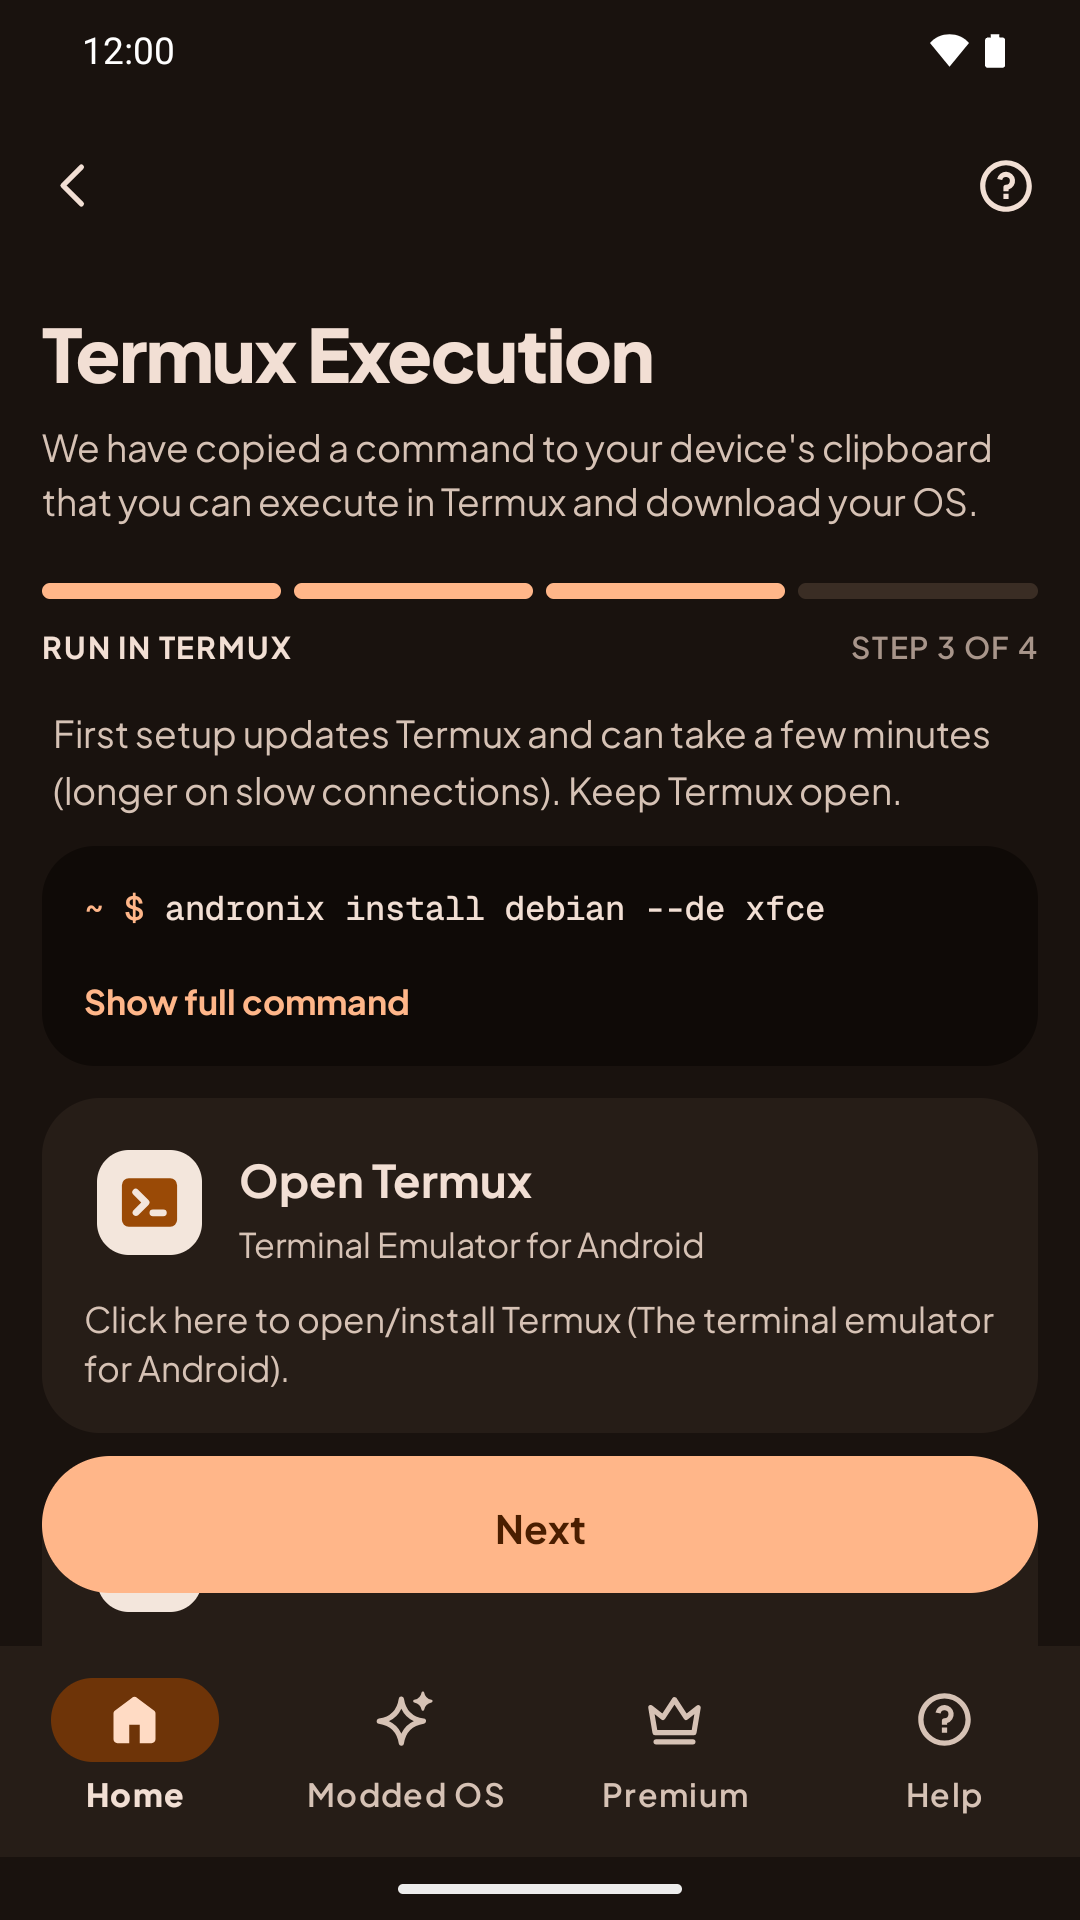 12:00
Termux Execution
We have copied a command to your device's clipboard
that you can execute in Termux and download your OS.
RUN IN TERMUX
STEP 3 OF 4
First setup updates Termux and can take a few minutes
(longer on slow connections). Keep Termux open.
~ $ andronix install debian --de xfce
Show full command
Open Termux
Terminal Emulator for Android
Click here to open/install Termux (The terminal emulator
for Android).
Next
Home
Modded OS
Premium
Help